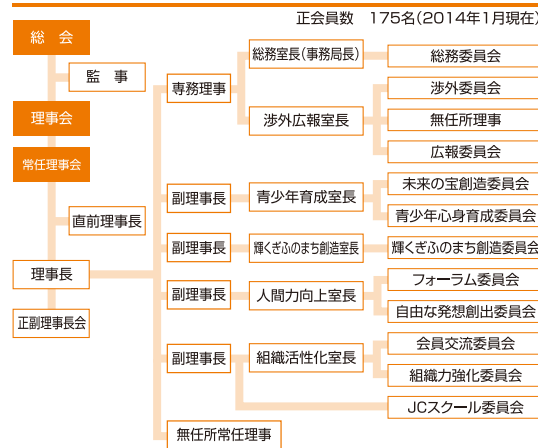 正会員数 175名(2014年1月現在)
総 会
監 事
理事会
常任理事会
直前理事長
理事長
正副理事長会
専務理事
総務室長(事務局長)
総務委員会
渉外広報室長
渉外委員会
無任所理事
広報委員会
副理事長
青少年育成室長
未来の宝創造委員会
青少年心身育成委員会
副理事長
輝くぎふのまち創造室長
輝くぎふのまち創造委員会
副理事長
人間力向上室長
フォーラム委員会
自由な発想創出委員会
副理事長
組織活性化室長
会員交流委員会
組織力強化委員会
JCスクール委員会
無任所常任理事